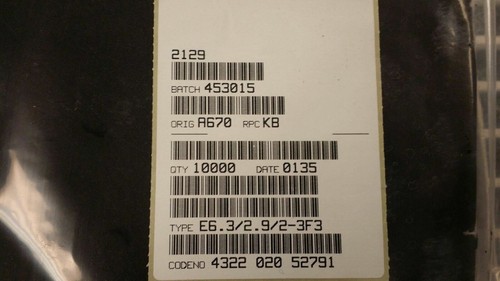 2129
BATCH 453015
ORIG A670 RPC KB
QTY 10000 DATE 0135
TYPE E6.3/2.9/2-3F3
CODENO 4322 020 52791